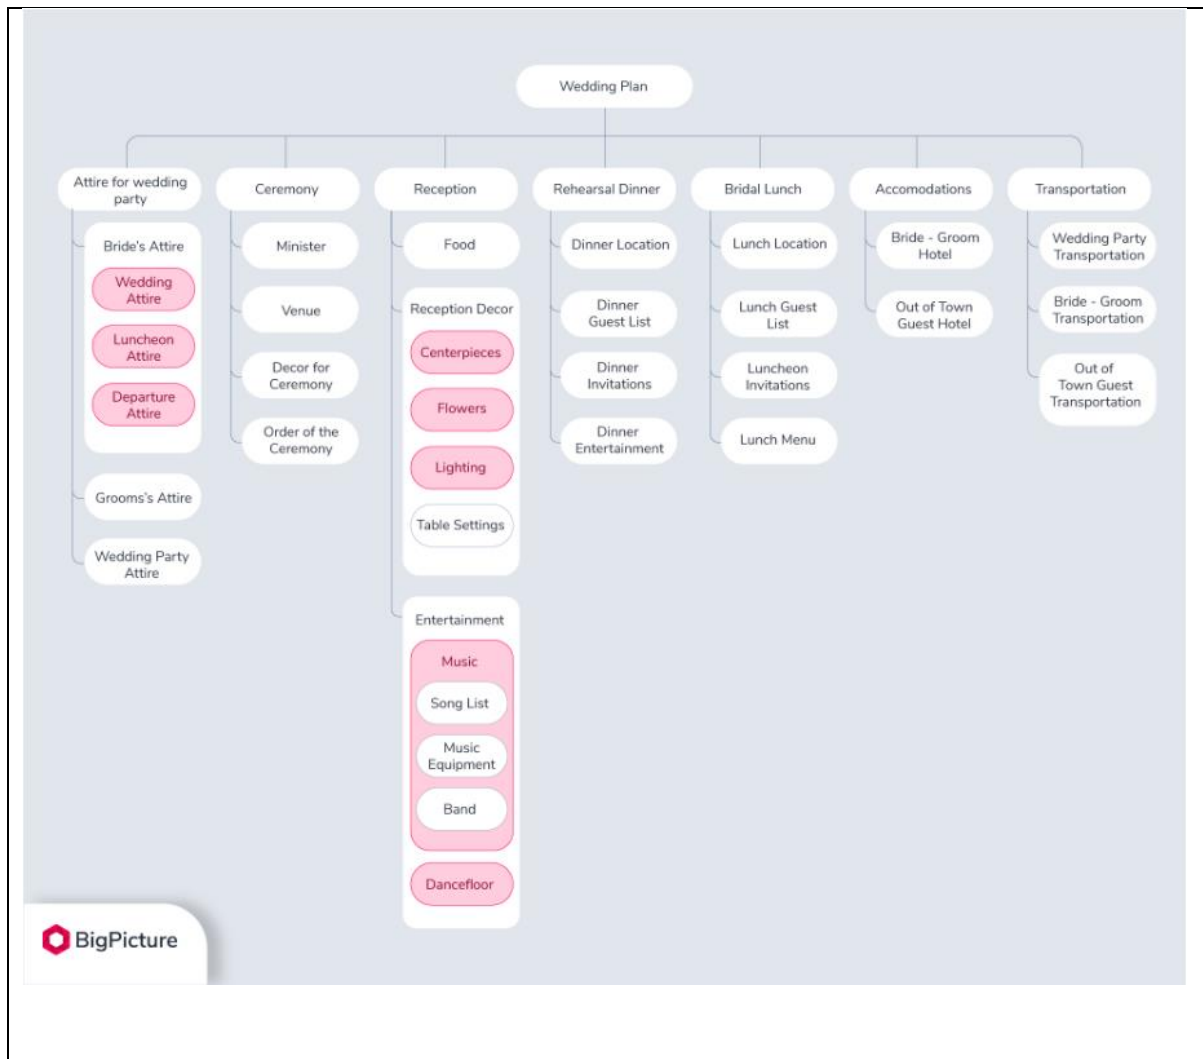 Wedding Plan
Attire for wedding
party
Bride's Attire
Wedding
Attire
Luncheon
Attire
Departure
Attire
Grooms's Attire
Wedding Party
Attire
Ceremony
Minister
Venue
Decor for
Ceremony
Order of the
Ceremony
Reception
Food
Reception Decor
Centerpieces
Flowers
Lighting
Table Settings
Entertainment
Music
Song List
Music
Equipment
Band
Dancefloor
Rehearsal Dinner
Dinner Location
Dinner
Guest List
Dinner
Invitations
Dinner
Entertainment
Bridal Lunch
Lunch Location
Lunch Guest
List
Luncheon
Invitations
Lunch Menu
Accomodations
Bride - Groom
Hotel
Out of Town
Guest Hotel
Transportation
Wedding Party
Transportation
Bride - Groom
Transportation
Out of
Town Guest
Transportation
BigPicture